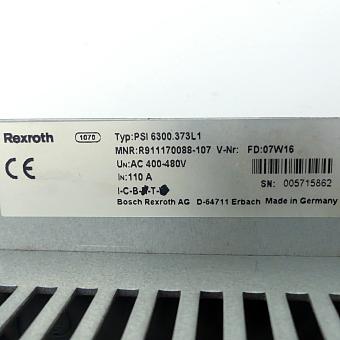 Rexroth 1070 Typ:PSI 6300.373L1
MNR:R911170088-107 V-Nr: FD:07W16
CE UN:AC 400-480V
IN:110 A
I-C-B- -T-
SN: 005715862
Bosch Rexroth AG D-64711 Erbach Made in Germany